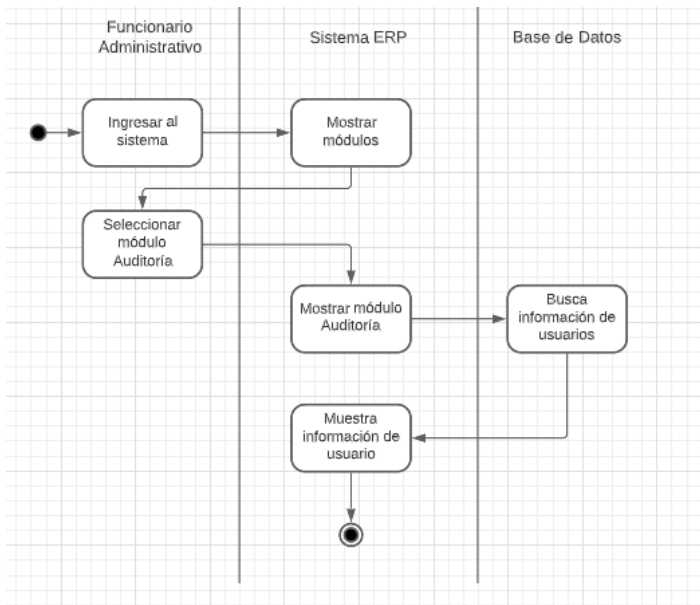 Funcionario
Administrativo
Sistema ERP
Base de Datos
Ingresar al
sistema
Mostrar
módulos
Seleccionar
módulo
Auditoría
Mostrar módulo
Auditoría
Busca
información de
usuarios
Muestra
información de
usuario